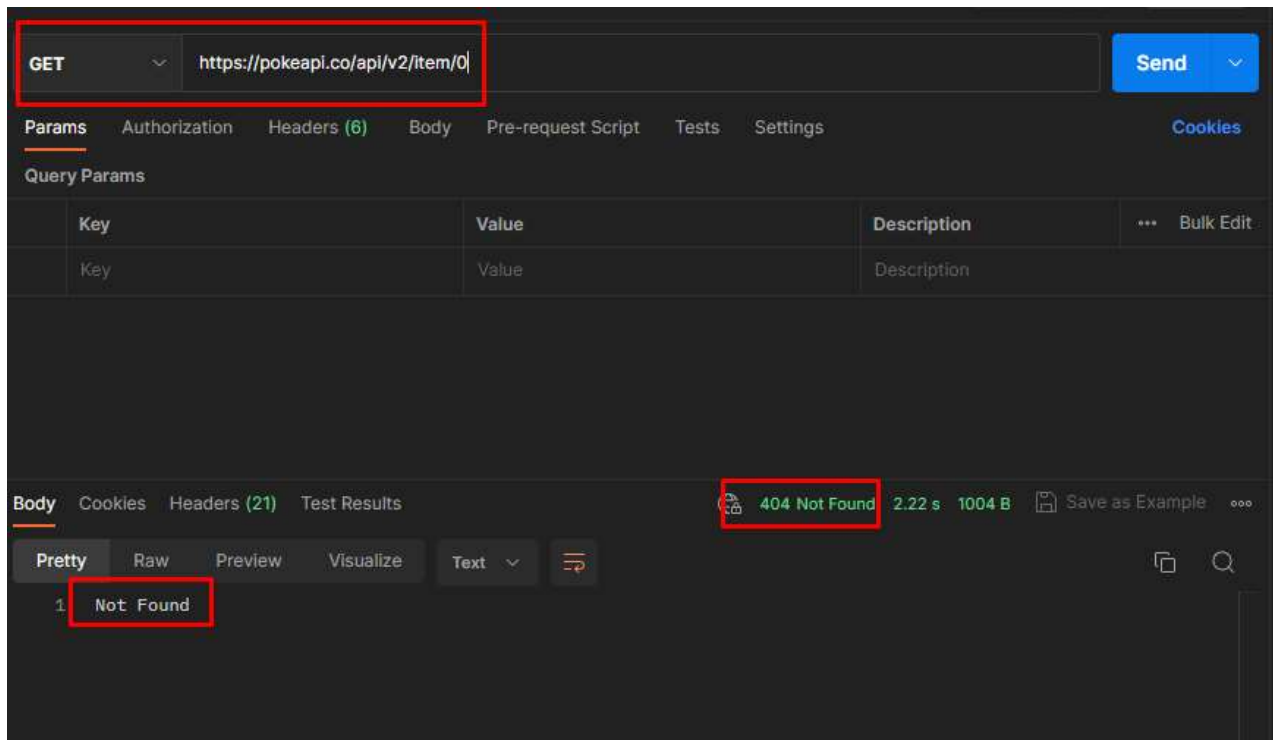 GET https://pokeapi.co/api/v2/item/0 Send
Params Authorization Headers (6) Body Pre-request Script Tests Settings Cookies
Query Params
Key Value Description ••• Bulk Edit
Key Value Description
Body Cookies Headers (21) Test Results 404 Not Found 2.22 s 1004 B Save as Example
Pretty Raw Preview Visualize Text
1 Not Found